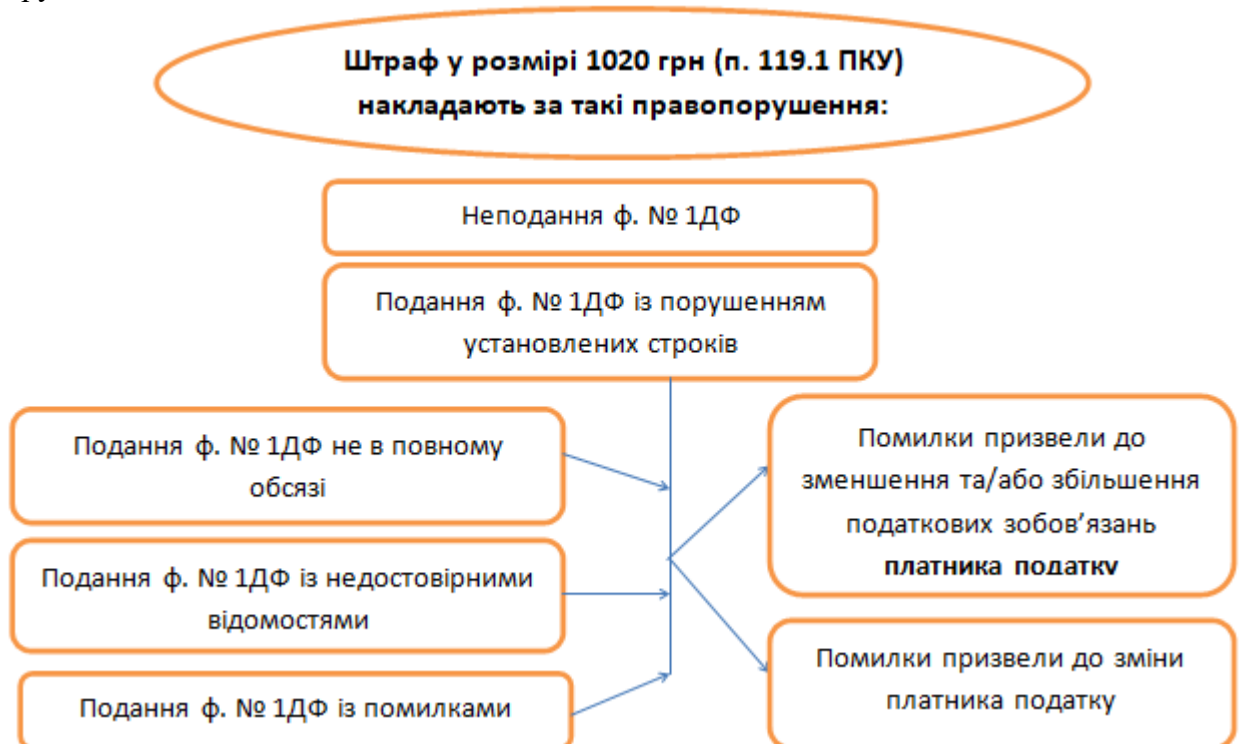 Штраф у розмірі 1020 грн (п. 119.1 ПКУ)
накладають за такі правопорушення:
Неподання ф. № 1ДФ
Подання ф. № 1ДФ із порушенням
установлених строків
Подання ф. № 1ДФ не в повному
обсязі
Подання ф. № 1ДФ із недостовірними
відомостями
Подання ф. № 1ДФ із помилками
Помилки призвели до
зменшення та/або збільшення
податкових зобов’язань
платника податку
Помилки призвели до зміни
платника податку